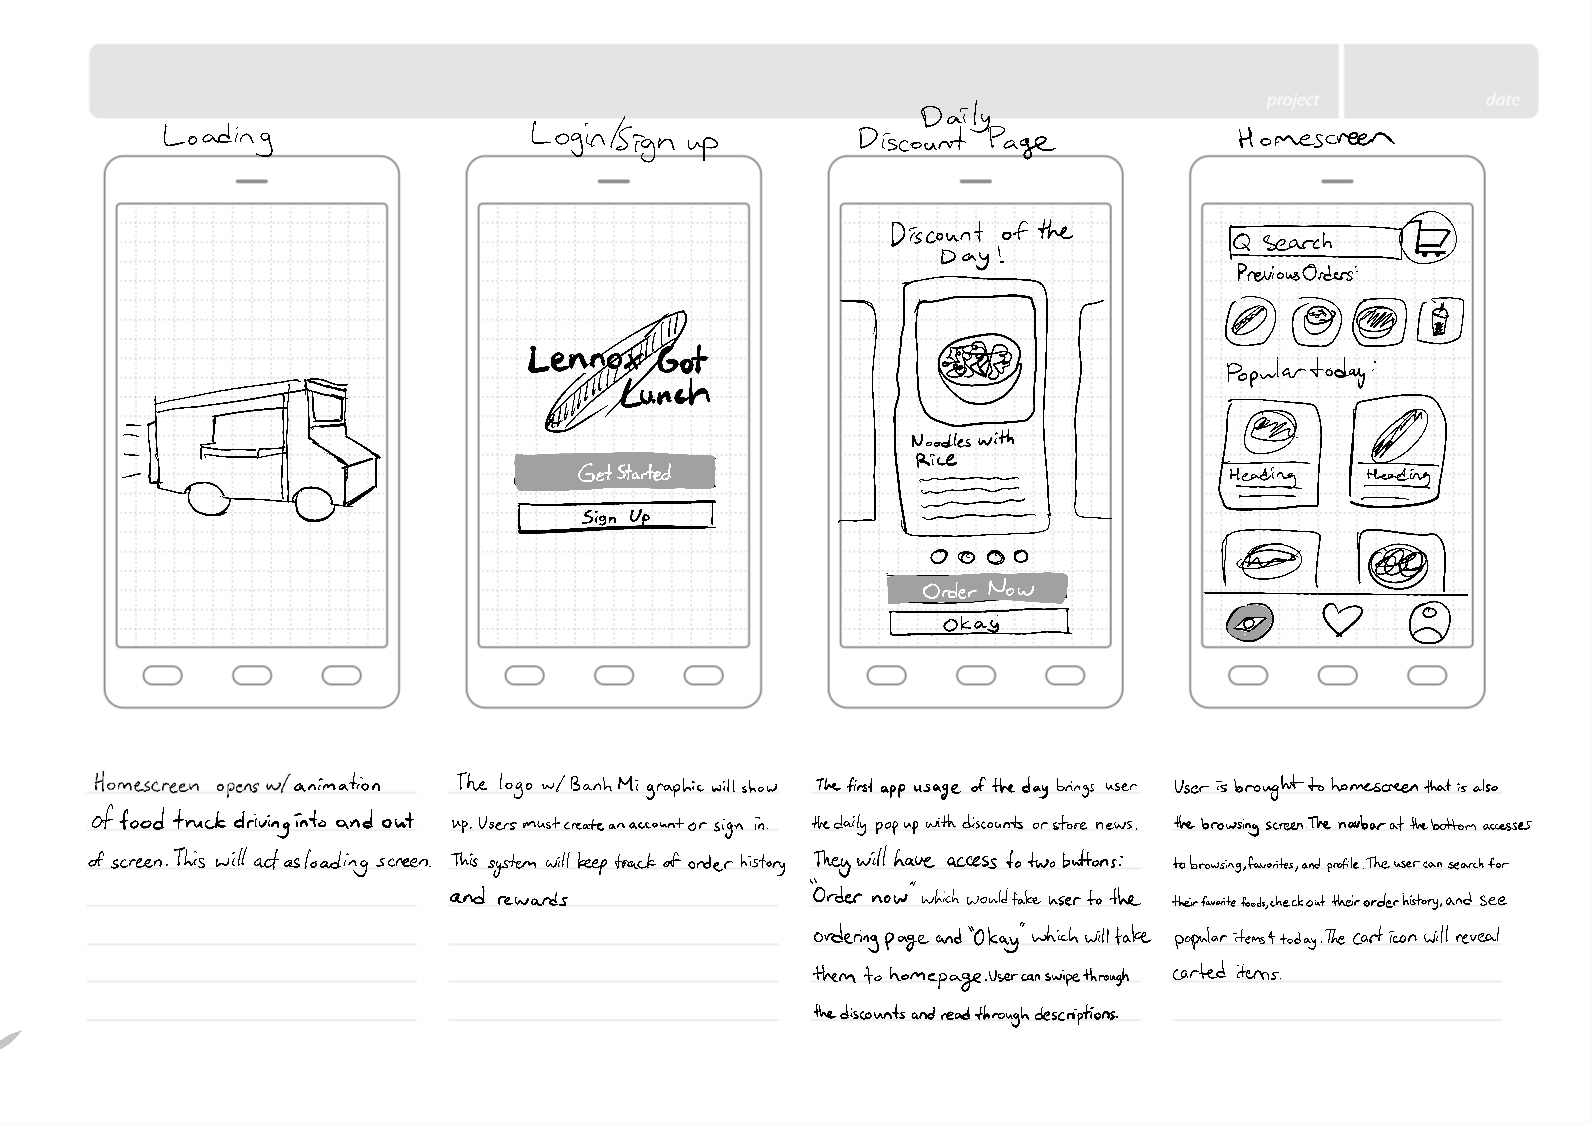 project
date
Loading
Login/Sign up
Daily
Discount Page
Homescreen
Lennox Got
Lunch
Get Started
Sign Up
Discount of the
Day!
Noodles with
Rice
Order Now
Okay
Q Search
Previous Orders:
Popular today:
Heading
Heading
Homescreen opens w/ animation
of food truck driving into and out
of screen. This will act as loading screen.
The logo w/ Banh Mi graphic will show
up. Users must create an account or sign in.
This system will keep track of order history
and rewards
The first app usage of the day brings user
the daily pop up with discounts or store news.
They will have access to two buttons:
"Order now" which would take user to the
ordering page and "Okay" which will take
them to homepage. User can swipe through
the discounts and read through descriptions.
User is brought to homescreen that is also
the browsing screen The navbar at the bottom accesses
to browsing, favorites, and profile. The user can search for
their favorite foods, check out their order history, and see
popular items today. The cart icon will reveal
carted items.